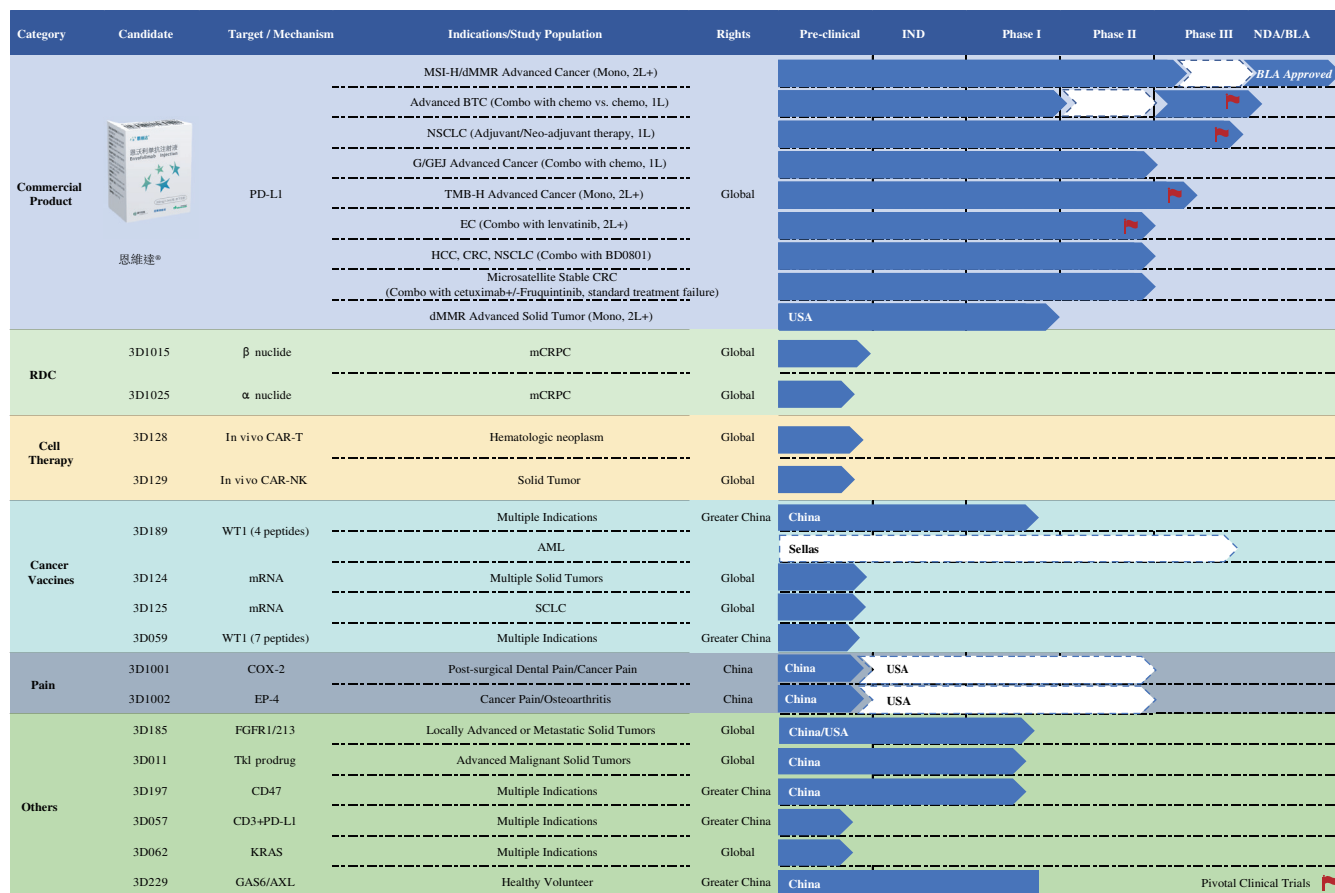 Category Candidate Target / Mechanism Indications/Study Population Rights Pre-clinical IND Phase I Phase II Phase III NDA/BLA
MSI-H/dMMR Advanced Cancer (Mono, 2L+) BLA Approved
Advanced BTC (Combo with chemo vs. chemo, 1L)
NSCLC (Adjuvant/Neo-adjuvant therapy, 1L)
G/GEJ Advanced Cancer (Combo with chemo, 1L)
Commercial Product
恩沃利單抗注射液
Envafolimab Injection
恩維達®
PD-L1
TMB-H Advanced Cancer (Mono, 2L+) Global
EC (Combo with lenvatinib, 2L+)
HCC, CRC, NSCLC (Combo with BD0801)
Microsatellite Stable CRC
(Combo with cetuximab+/-Fruquintinib, standard treatment failure)
dMMR Advanced Solid Tumor (Mono, 2L+) USA
RDC
3D1015 β nuclide mCRPC Global
3D1025 α nuclide mCRPC Global
Cell
Therapy
3D128 In vivo CAR-T Hematologic neoplasm Global
3D129 In vivo CAR-NK Solid Tumor Global
Cancer
Vaccines
3D189 WT1 (4 peptides) Multiple Indications Greater China China
AML Sellas
3D124 mRNA Multiple Solid Tumors Global
3D125 mRNA SCLC Global
3D059 WT1 (7 peptides) Multiple Indications Greater China
Pain
3D1001 COX-2 Post-surgical Dental Pain/Cancer Pain China China USA
3D1002 EP-4 Cancer Pain/Osteoarthritis China China USA
Others
3D185 FGFR1/213 Locally Advanced or Metastatic Solid Tumors Global China/USA
3D011 Tkl prodrug Advanced Malignant Solid Tumors Global China
3D197 CD47 Multiple Indications Greater China China
3D057 CD3+PD-L1 Multiple Indications Greater China
3D062 KRAS Multiple Indications Global
3D229 GAS6/AXL Healthy Volunteer Greater China China
Pivotal Clinical Trials